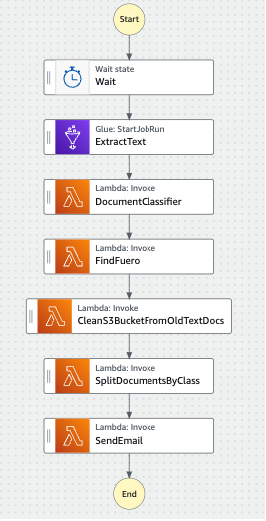 Start
Wait state
Wait
Glue: StartJobRun
ExtractText
Lambda: Invoke
DocumentClassifier
Lambda: Invoke
FindFuero
Lambda: Invoke
CleanS3BucketFromOldTextDocs
Lambda: Invoke
SplitDocumentsByClass
Lambda: Invoke
SendEmail
End